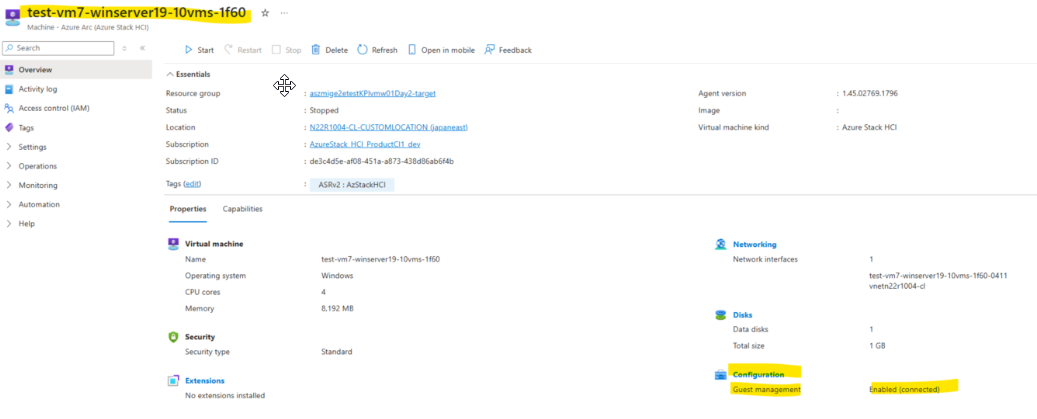 test-vm7-winserver19-10vms-1f60
Machine - Azure Arc (Azure Stack HCI)
Search
Start Restart Stop Delete Refresh Open in mobile Feedback
Overview
Activity log
Access control (IAM)
Tags
Settings
Operations
Monitoring
Automation
Help
Essentials
Resource group : aszmige2etestKPIvmw01Day2-target
Status : Stopped
Location : N22R1004-CL-CUSTOMLOCATION (japaneast)
Subscription : AzureStack_HCI_ProductCI1_dev
Subscription ID : de3c4d5e-af08-451a-a873-438d86ab6f4b
Agent version : 1.45.02769.1796
Image :
Virtual machine kind : Azure Stack HCI
Tags (edit) : ASRv2 : AzStackHCI
Properties Capabilities
Virtual machine
Name test-vm7-winserver19-10vms-1f60
Operating system Windows
CPU cores 4
Memory 8,192 MB
Security
Security type Standard
Extensions
No extensions installed
Networking
Network interfaces 1
test-vm7-winserver19-10vms-1f60-0411
vnetn22r1004-cl
Disks
Data disks 1
Total size 1 GB
Configuration
Guest management Enabled (connected)